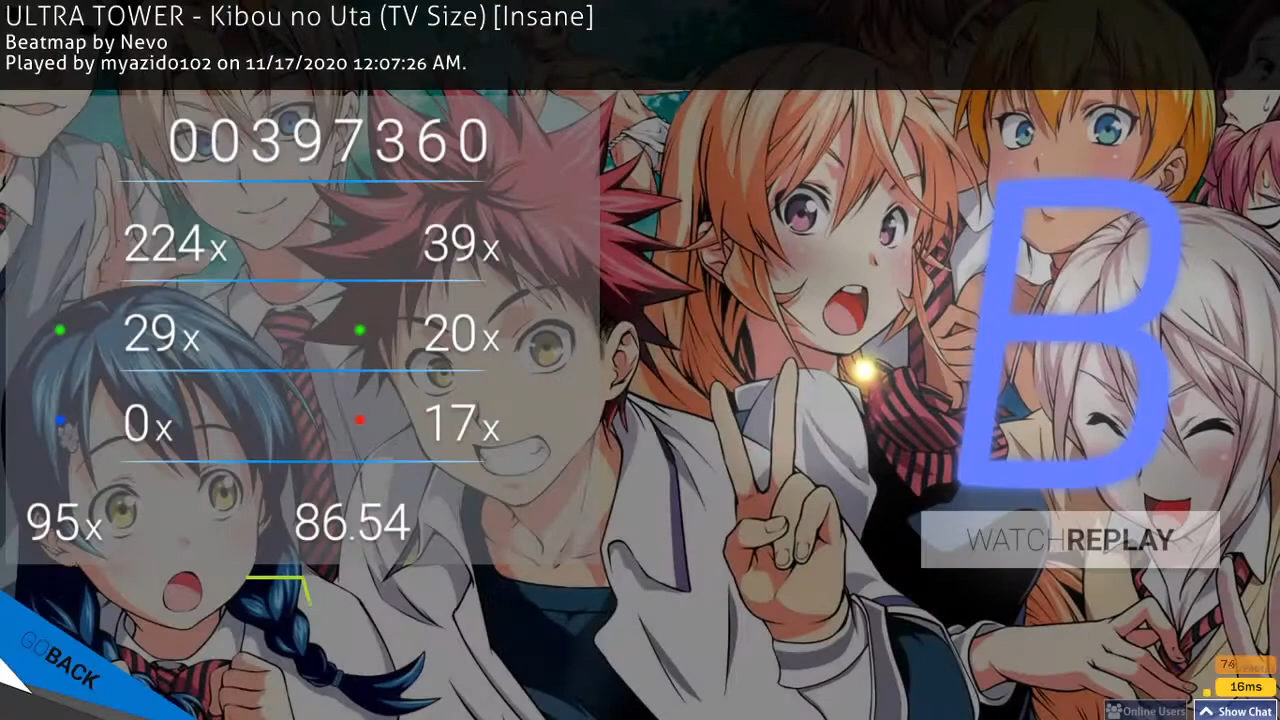 ULTRA TOWER - Kibou no Uta (TV Size) [Insane]
Beatmap by Nevo
Played by myazido102 on 11/17/2020 12:07:26 AM.
00397360
224x 39x
29x 20x
0x 17x
95x 86.54
WATCHREPLAY
GOBACK
16ms
Online Users
Show Chat